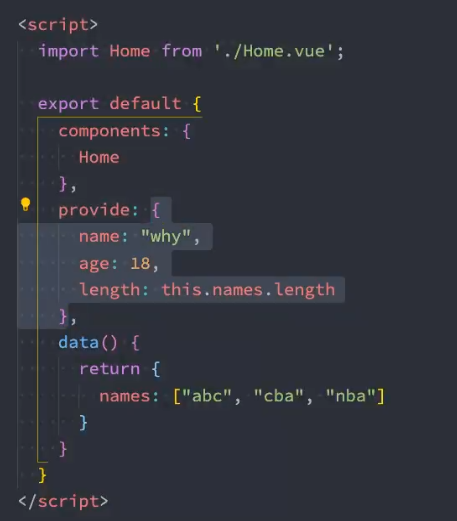 <script>
  import Home from './Home.vue';

  export default {
    components: {
      Home
    },
    provide: {
      name: "why",
      age: 18,
      length: this.names.length
    },
    data() {
      return {
        names: ["abc", "cba", "nba"]
      }
    }
  }
</script>